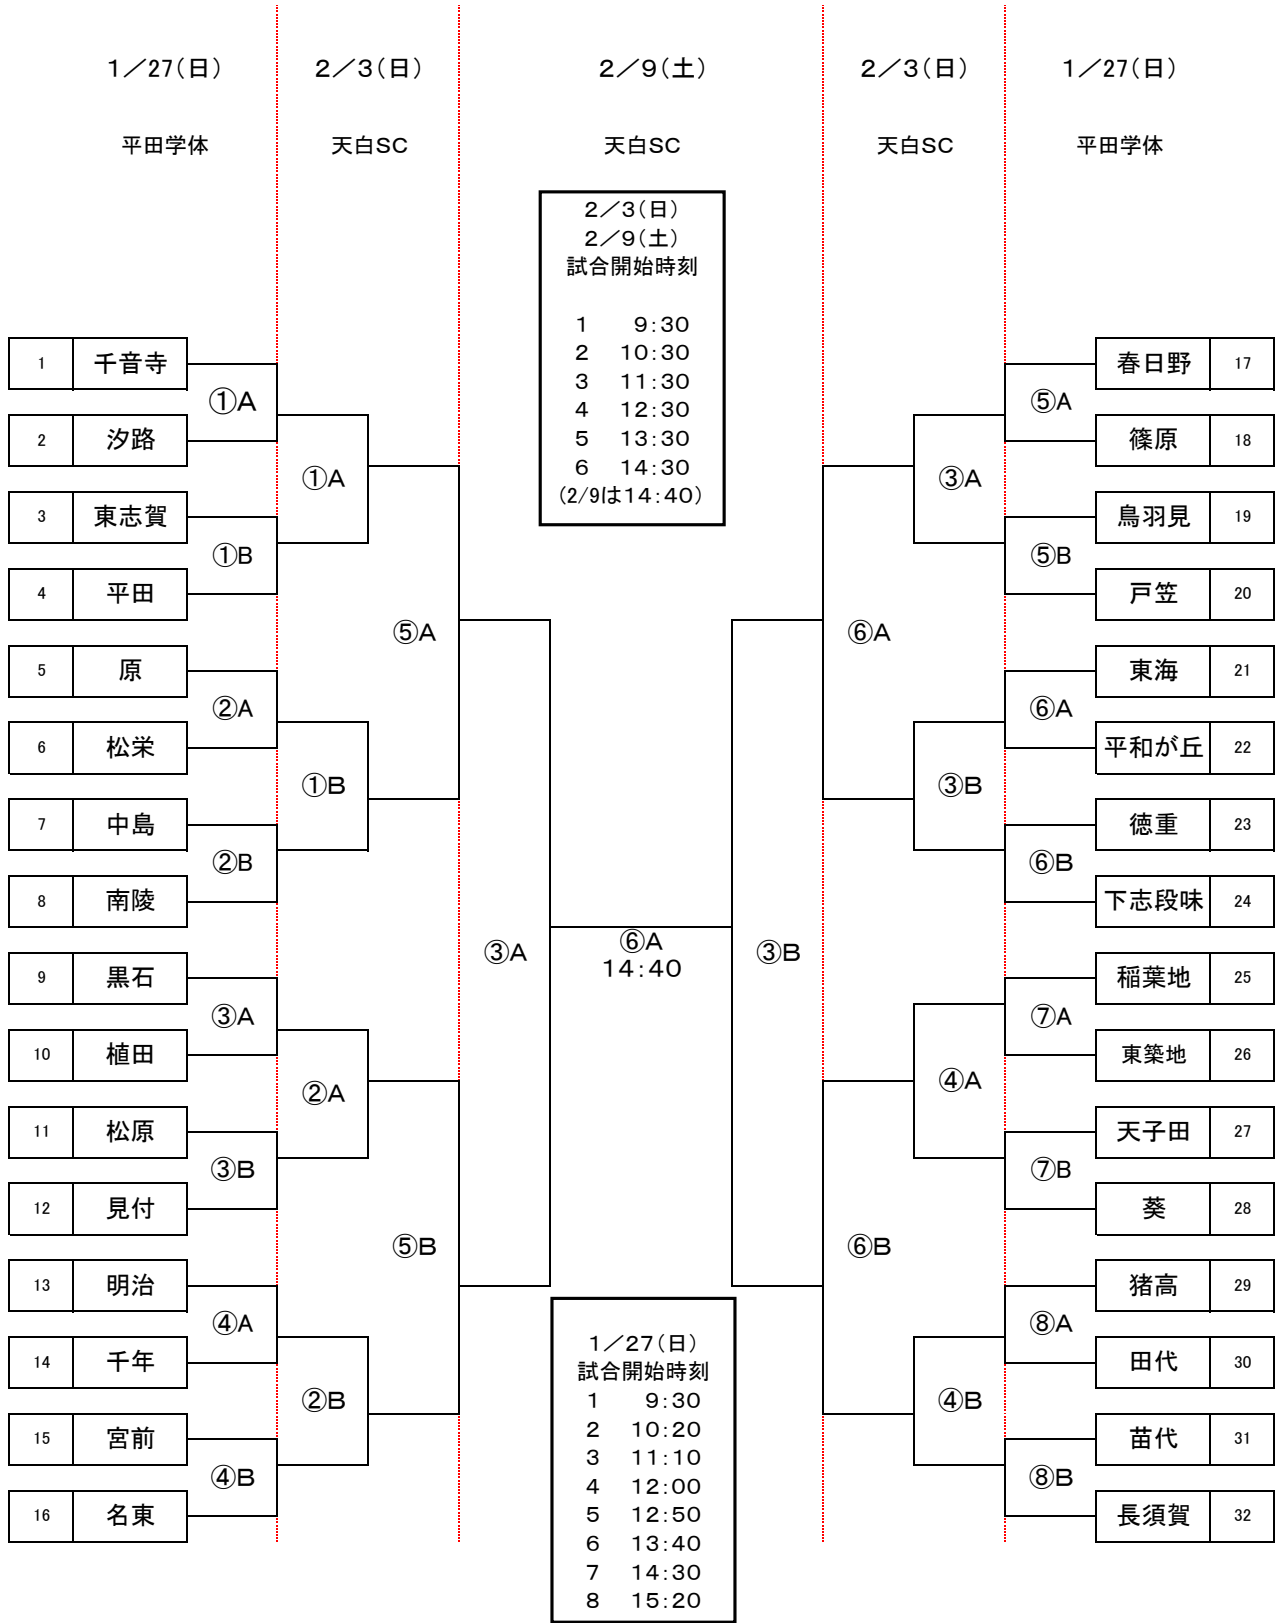 1／27(日) 2／3(日) 2／9(土) 2／3(日) 1／27(日)
平田学体 天白SC 天白SC 天白SC 平田学体
2／3(日)
2／9(土)
試合開始時刻
1 9:30
2 10:30
3 11:30
4 12:30
5 13:30
6 14:30
(2/9は14:40)
1 千音寺
①A
2 汐路
①A
3 東志賀
①B
4 平田
⑤A
5 原
②A
6 松栄
①B
7 中島
②B
8 南陵
③A
9 黒石
③A
10 植田
②A
11 松原
③B
12 見付
⑤B
13 明治
④A
14 千年
②B
15 宮前
④B
16 名東
⑥A
14:40
春日野 17
⑤A
篠原 18
③A
鳥羽見 19
⑤B
戸笠 20
⑥A
東海 21
⑥A
平和が丘 22
③B
徳重 23
⑥B
下志段味 24
③B
稲葉地 25
⑦A
東築地 26
④A
天子田 27
⑦B
葵 28
⑥B
猪高 29
⑧A
田代 30
④B
苗代 31
⑧B
長須賀 32
1／27(日)
試合開始時刻
1 9:30
2 10:20
3 11:10
4 12:00
5 12:50
6 13:40
7 14:30
8 15:20